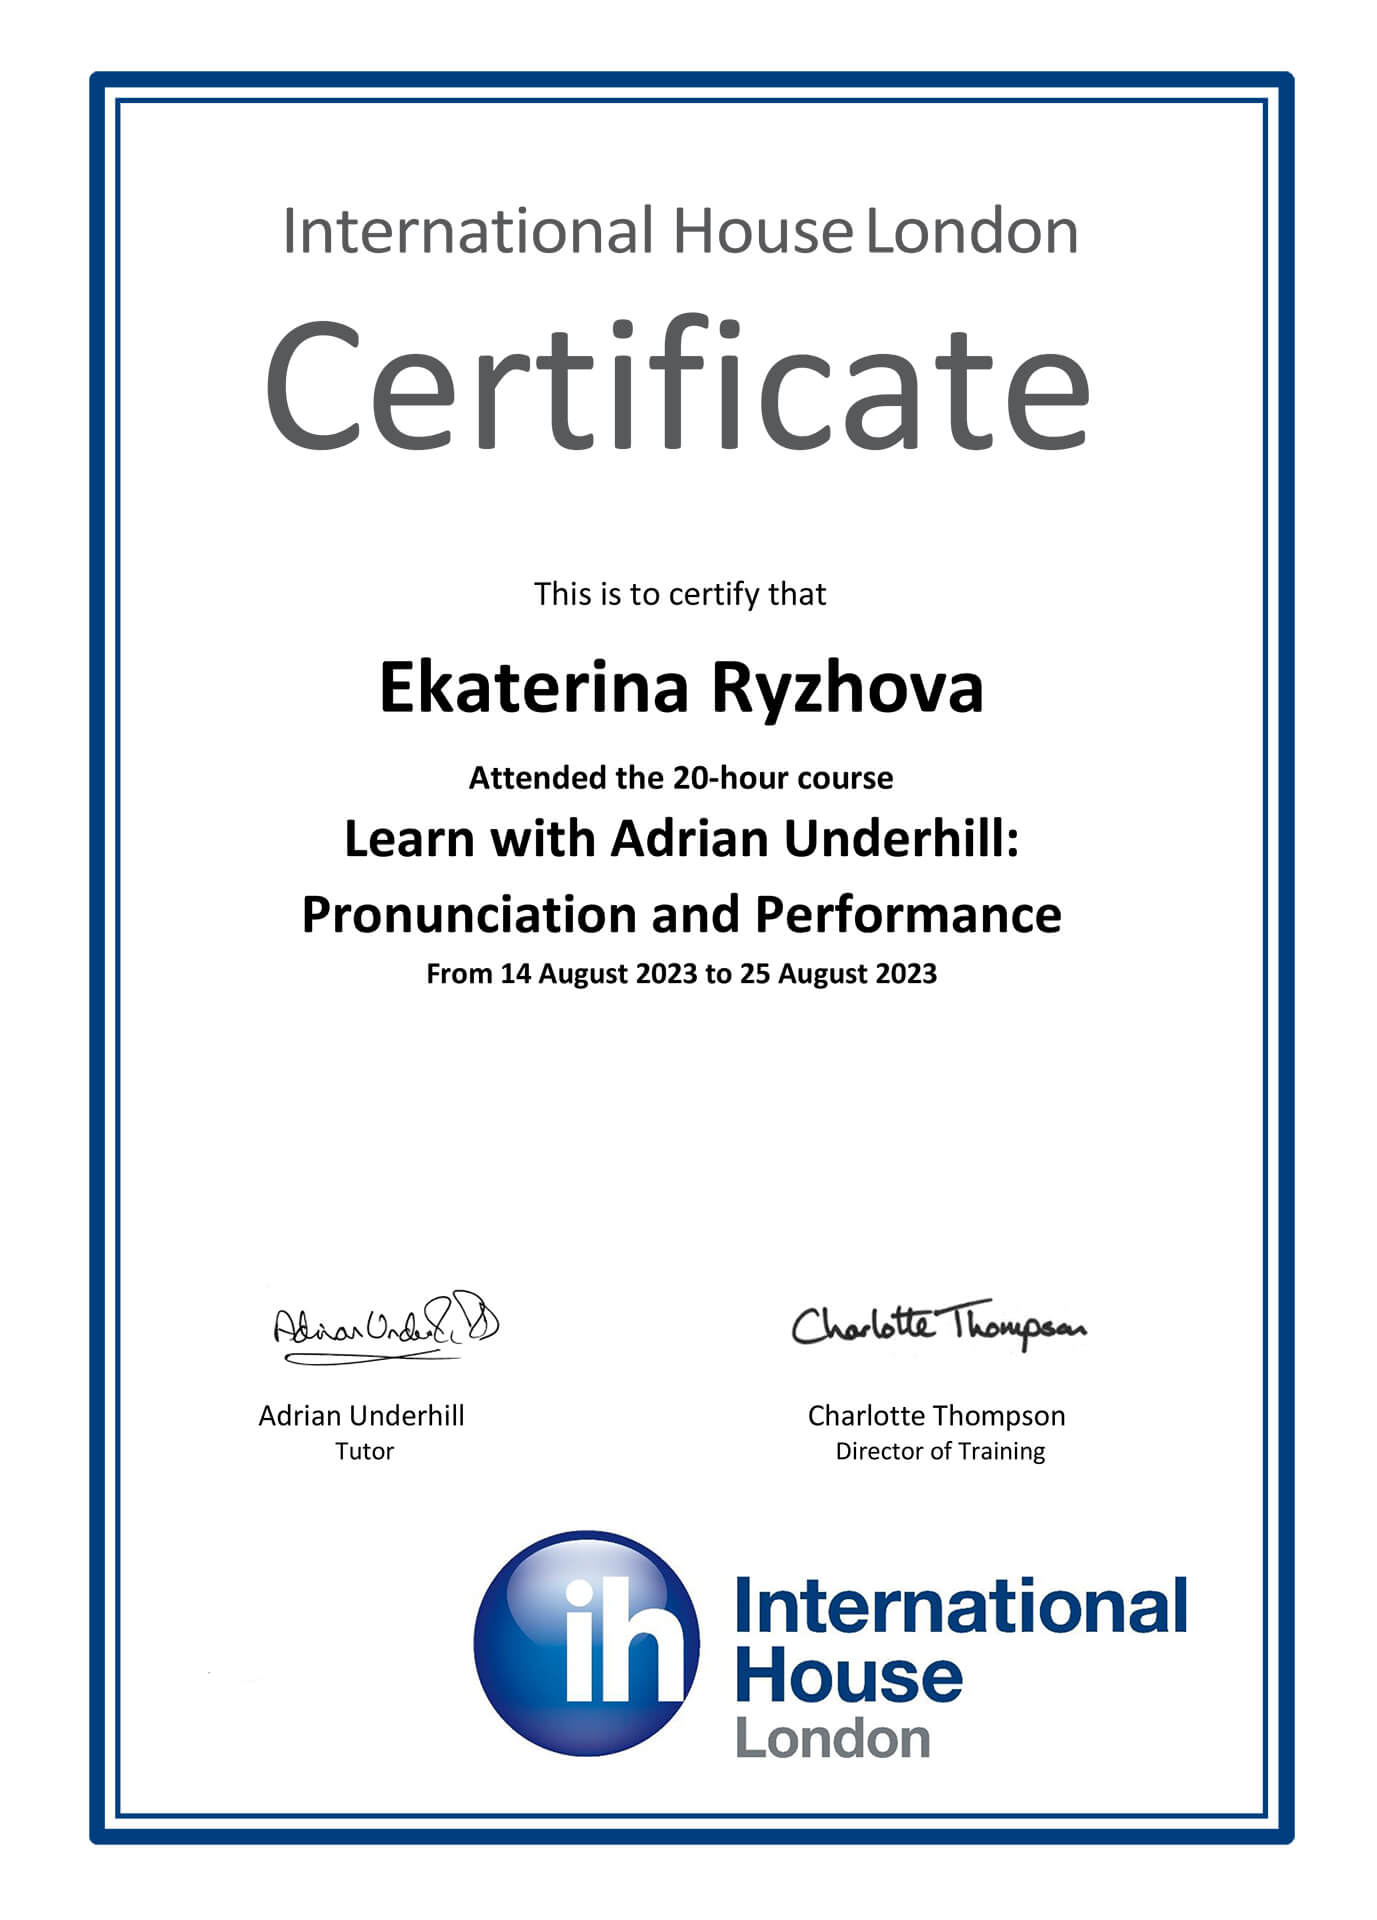 International House London
Certificate
This is to certify that
Ekaterina Ryzhova
Attended the 20-hour course
Learn with Adrian Underhill:
Pronunciation and Performance
From 14 August 2023 to 25 August 2023
Adrian Underhill
Charlotte Thompson
Adrian Underhill
Charlotte Thompson
Tutor
Director of Training
ih
International
House
London